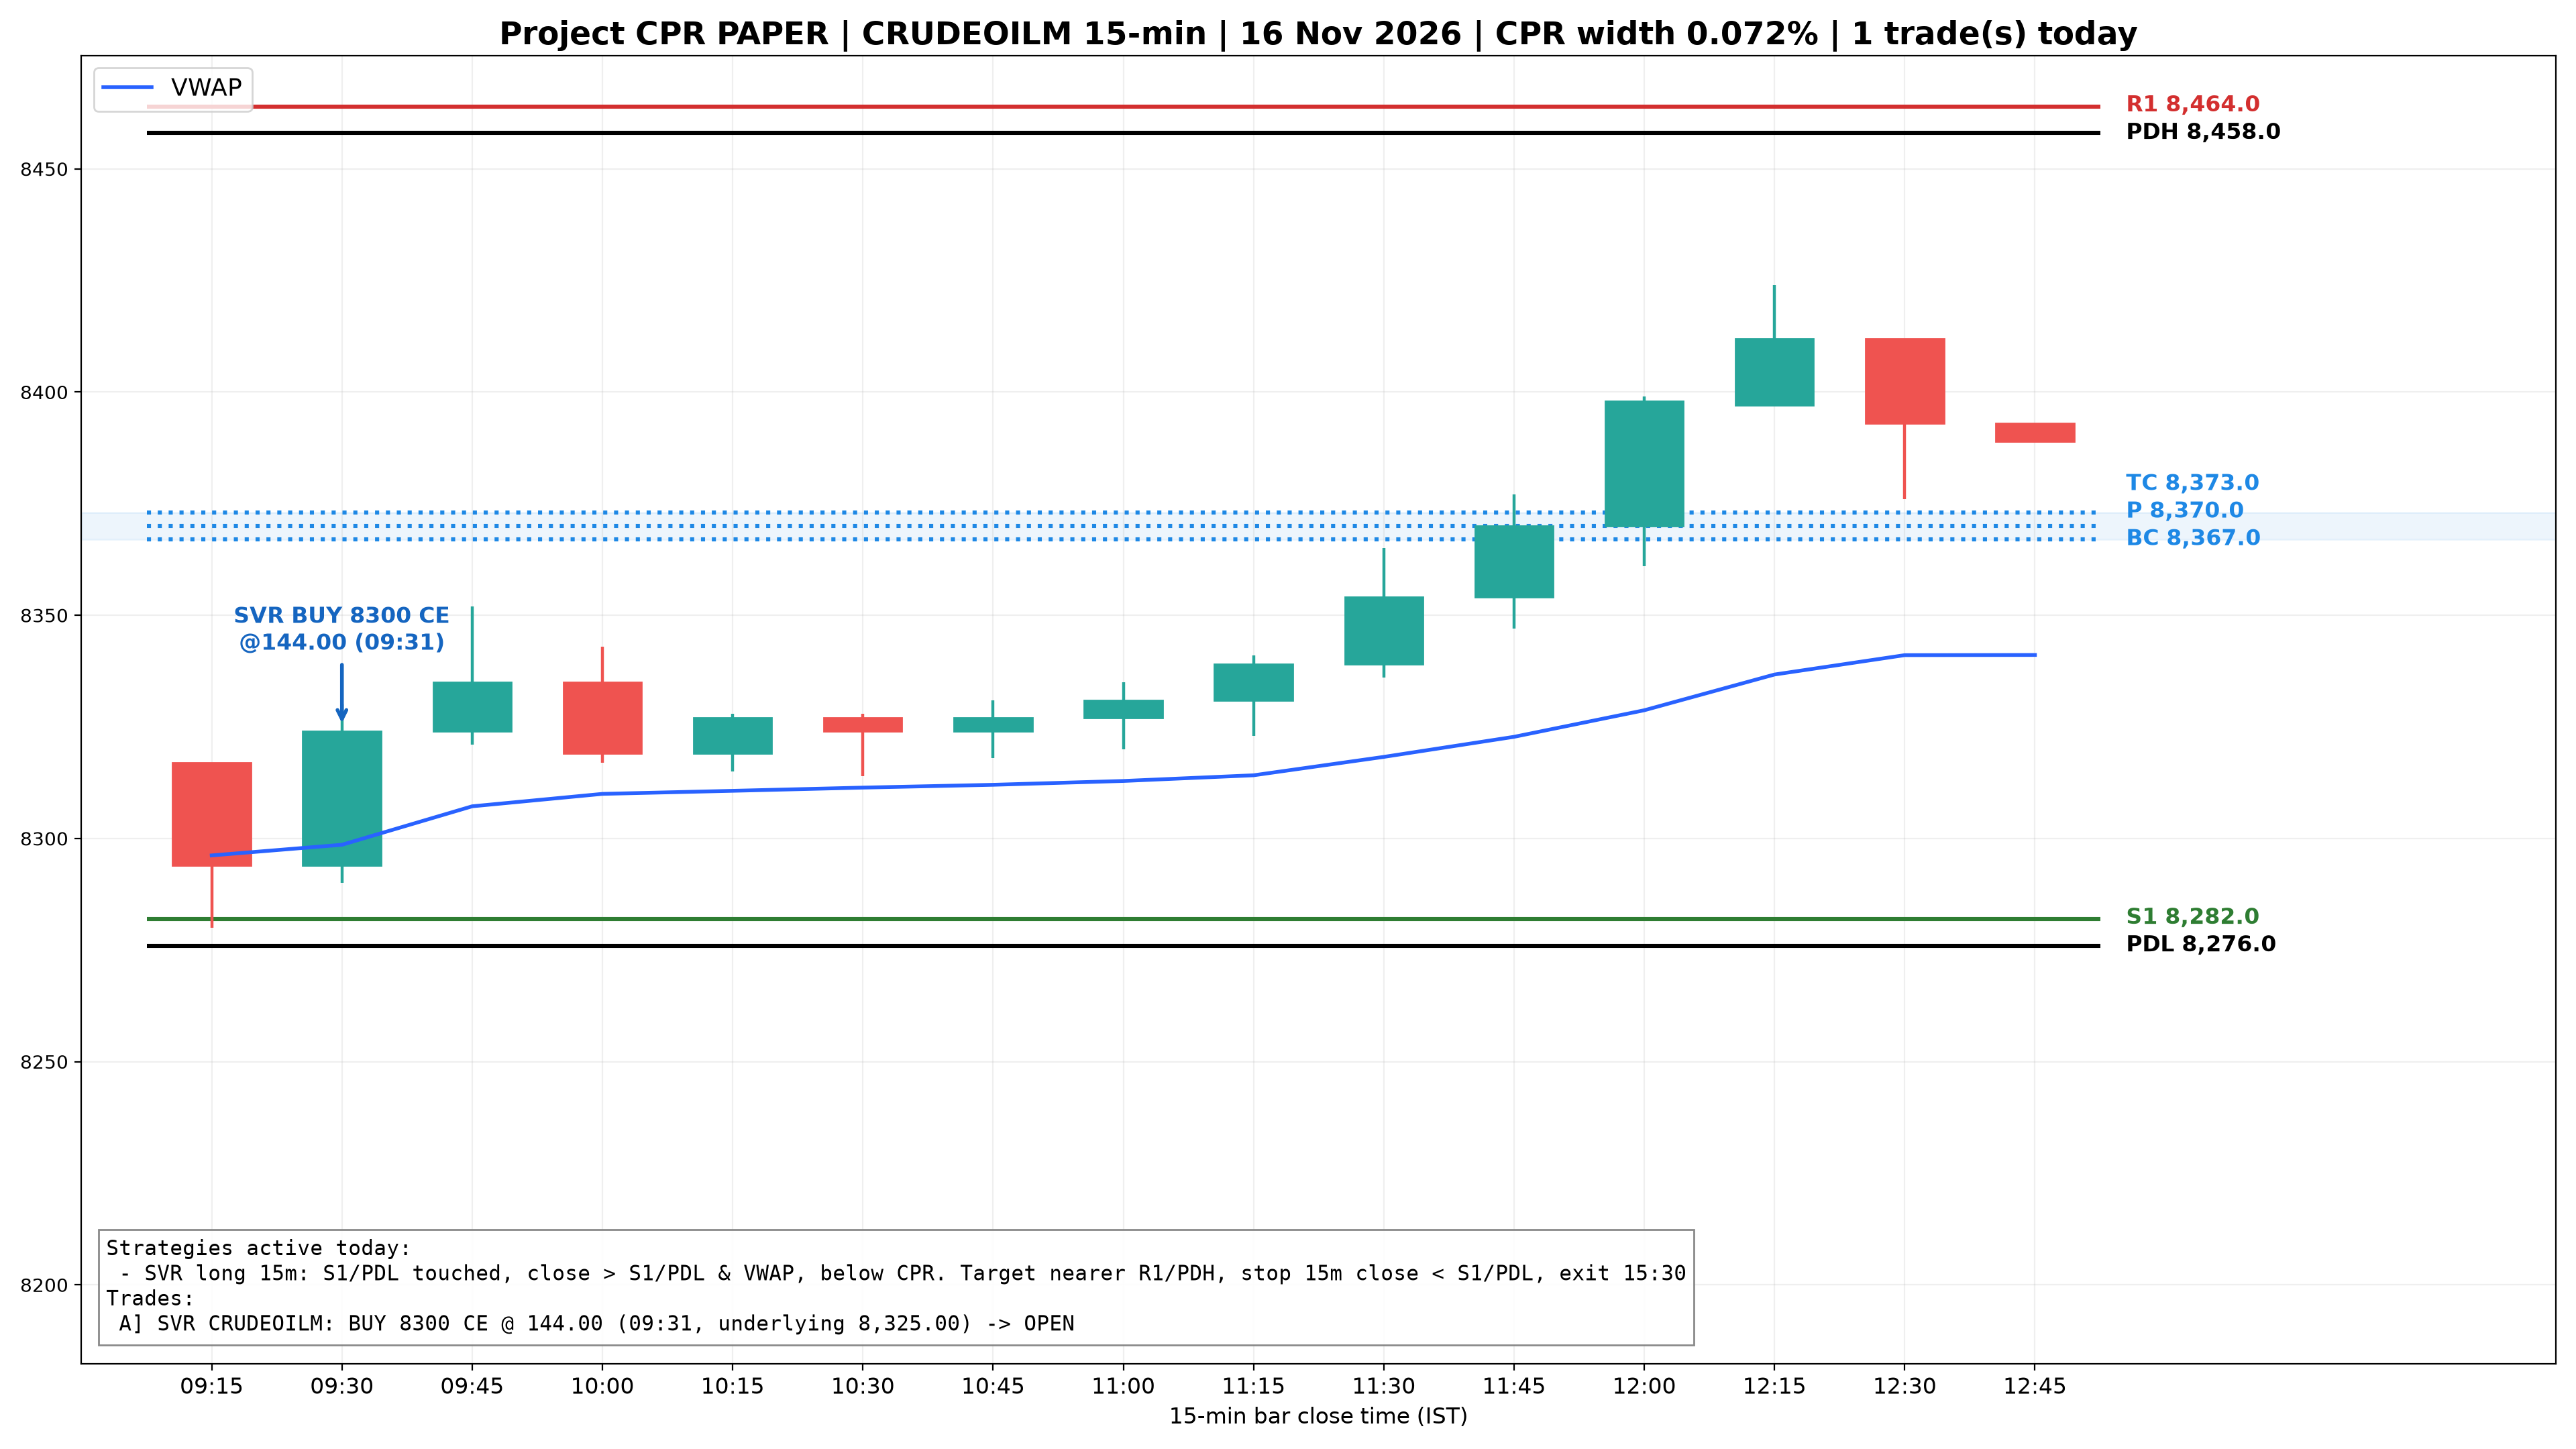 Project CPR PAPER | CRUDEOILM 15-min | 16 Nov 2026 | CPR width 0.072% | 1 trade(s) today
VWAP
R1 8,464.0
PDH 8,458.0
8450
8400
TC 8,373.0
P 8,370.0
BC 8,367.0
8350
SVR BUY 8300 CE
@144.00 (09:31)
8300
S1 8,282.0
PDL 8,276.0
8250
8200
Strategies active today:
- SVR long 15m: S1/PDL touched, close > S1/PDL & VWAP, below CPR. Target nearer R1/PDH, stop 15m close < S1/PDL, exit 15:30
Trades:
A] SVR CRUDEOILM: BUY 8300 CE @ 144.00 (09:31, underlying 8,325.00) -> OPEN
09:15 09:30 09:45 10:00 10:15 10:30 10:45 11:00 11:15 11:30 11:45 12:00 12:15 12:30 12:45
15-min bar close time (IST)